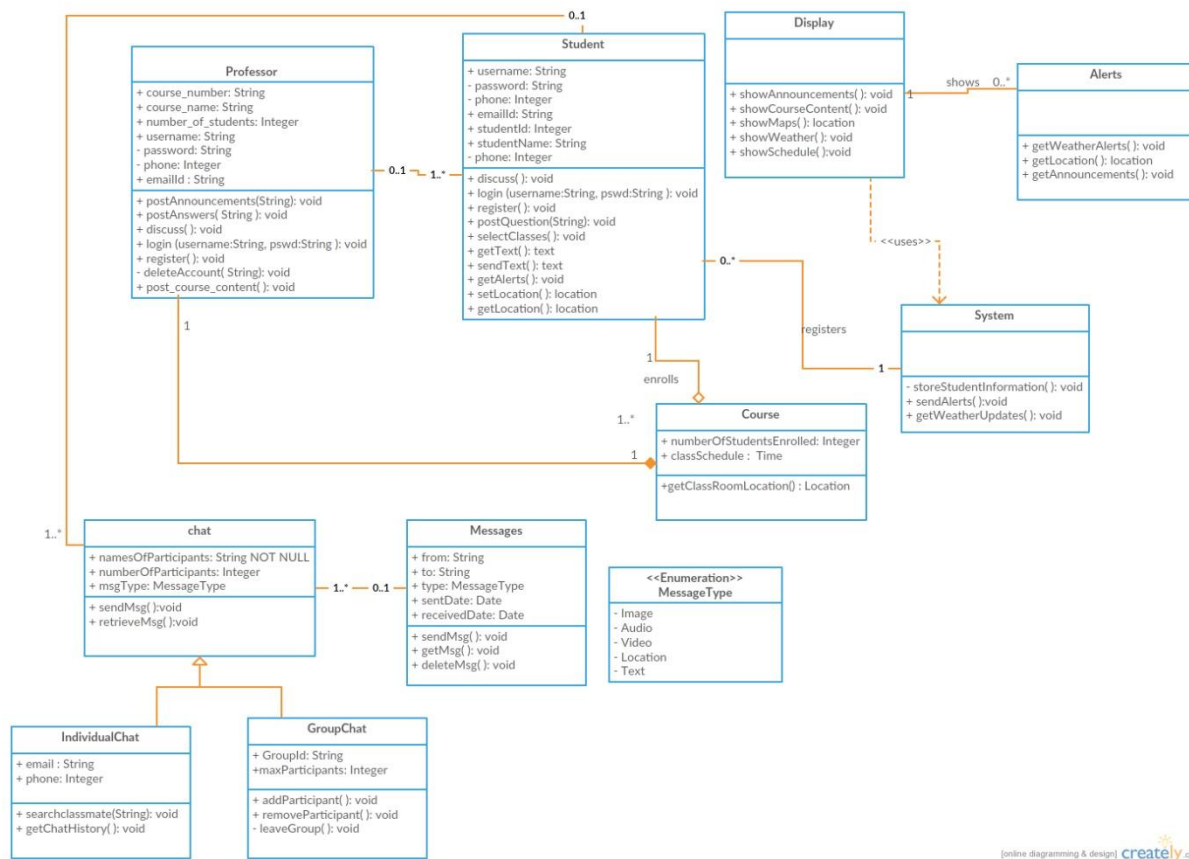 0..1
Professor
+ course_number: String
+ course_name: String
+ number_of_students: Integer
+ username: String
- password: String
- phone: Integer
+ emailId : String
+ postAnnouncements(String): void
+ postAnswers( String ): void
+ discuss( ): void
+ login (username:String, pswd:String ): void
+ register( ): void
- deleteAccount( String): void
+ post_course_content( ): void
0..1
1..*
Student
+ username: String
- password: String
- phone: Integer
+ emailId: String
+ studentId: Integer
+ studentName: String
- phone: Integer
+ discuss( ): void
+ login (username:String, pswd:String ): void
+ register( ): void
+ postQuestion(String): void
+ selectClasses( ): void
+ getText( ): text
+ sendText( ): text
+ getAlerts( ): void
+ setLocation( ): location
+ getLocation( ): location
Display
+ showAnnouncements( ): void
+ showCourseContent( ): void
+ showMaps( ): location
+ showWeather( ): void
+ showSchedule( ):void
1
shows
0..*
Alerts
+ getWeatherAlerts( ): void
+ getLocation( ): location
+ getAnnouncements( ): void
<<uses>>
0..*
registers
1
System
- storeStudentInformation( ): void
+ sendAlerts( ):void
+ getWeatherUpdates( ): void
1
1
enrolls
1..*
1
Course
+ numberOfStudentsEnrolled: Integer
+ classSchedule : Time
+getClassRoomLocation() : Location
1..*
chat
+ namesOfParticipants: String NOT NULL
+ numberOfParticipants: Integer
+ msgType: MessageType
+ sendMsg( ):void
+ retrieveMsg( ):void
1..*
0..1
Messages
+ from: String
+ to: String
+ type: MessageType
+ sentDate: Date
+ receivedDate: Date
+ sendMsg( ): void
+ getMsg( ): void
+ deleteMsg( ): void
<<Enumeration>>
MessageType
- Image
- Audio
- Video
- Location
- Text
IndividualChat
+ email : String
+ phone: Integer
+ searchclassmate(String): void
+ getChatHistory( ): void
GroupChat
+ GroupId: String
+maxParticipants: Integer
+ addParticipant( ): void
+ removeParticipant( ): void
- leaveGroup( ): void
[online diagramming & design] creately.c